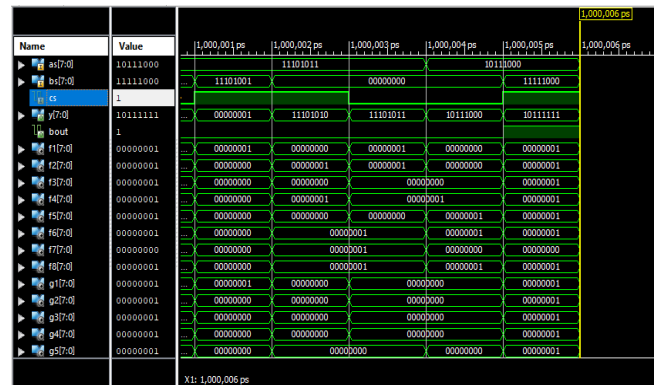 1,000,006 ps
Name Value 1,000,001 ps 1,000,002 ps 1,000,003 ps 1,000,004 ps 1,000,005 ps 1,000,006 ps
as[7:0] 10111000 11101011 10111000
bs[7:0] 11111000 11101001 00000000 11111000
cs 1
y[7:0] 10111111 ... 00000001 11101010 11101011 10111000 10111111
bout 1
f1[7:0] 00000001 ... 00000001 00000000 00000001 00000000 00000001
f2[7:0] 00000001 ... 00000000 00000001 00000001 00000000 00000001
f3[7:0] 00000001 ... 00000000 00000000 00000000 00000001
f4[7:0] 00000001 ... 00000000 00000001 00000001 00000001
f5[7:0] 00000001 ... 00000000 00000000 00000000 00000001 00000001
f6[7:0] 00000001 ... 00000000 00000001 00000000 00000001
f7[7:0] 00000000 ... 00000000 00000001 00000000 00000000
f8[7:0] 00000001 ... 00000000 00000001 00000001 00000001
g1[7:0] 00000001 ... 00000001 00000000 00000000 00000001
g2[7:0] 00000001 ... 00000000 00000000 00000000 00000001
g3[7:0] 00000001 ... 00000000 00000000 00000000 00000001
g4[7:0] 00000001 ... 00000000 00000000 00000000 00000001
g5[7:0] 00000001 ... 00000000 00000000 00000000 00000001
X1: 1,000,006 ps